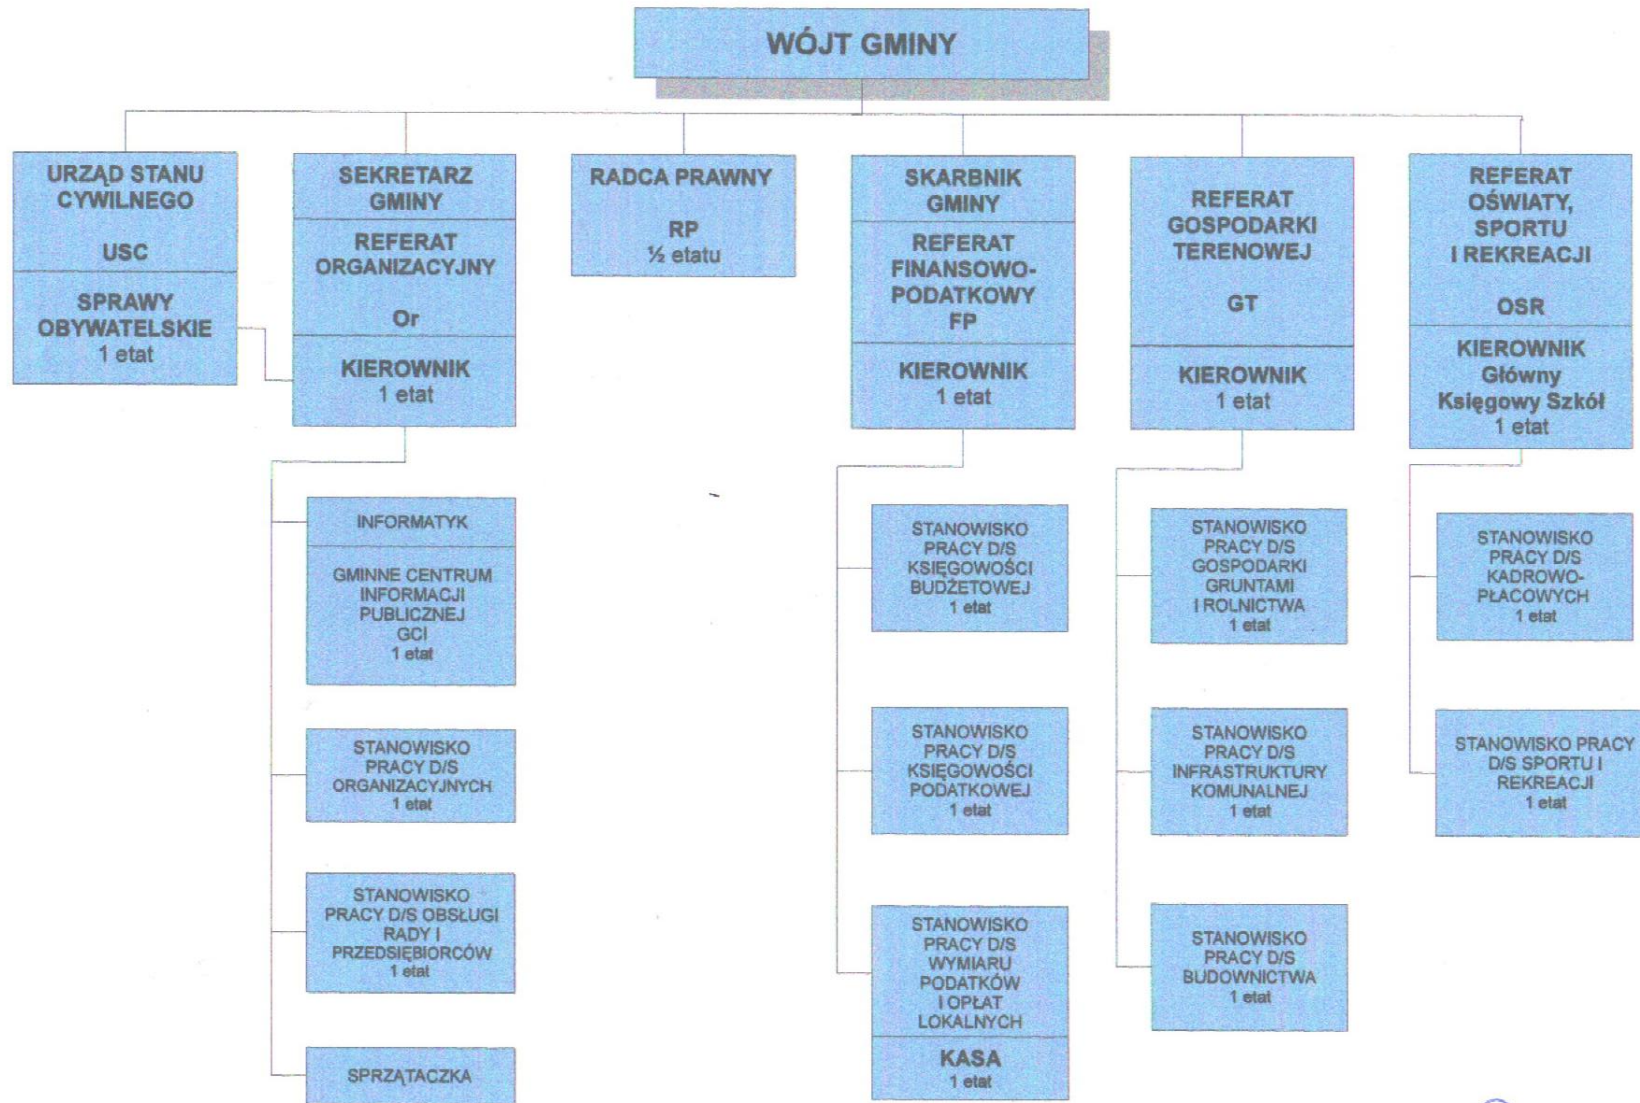 WÓJT GMINY
URZĄD STANU
CYWILNEGO
USC
SPRAWY
OBYWATELSKIE
1 etat
SEKRETARZ
GMINY
REFERAT
ORGANIZACYJNY
Or
KIEROWNIK
1 etat
RADCA PRAWNY
RP
½ etatu
SKARBNIK
GMINY
REFERAT
FINANSOWO-
PODATKOWY
FP
KIEROWNIK
1 etat
REFERAT
GOSPODARKI
TERENOWEJ
GT
KIEROWNIK
1 etat
REFERAT
OŚWIATY,
SPORTU
I REKREACJI
OSR
KIEROWNIK
Główny
Księgowy Szkół
1 etat
INFORMATYK
GMINNE CENTRUM
INFORMACJI
PUBLICZNEJ
GCI
1 etat
STANOWISKO
PRACY D/S
ORGANIZACYJNYCH
1 etat
STANOWISKO
PRACY D/S OBSŁUGI
RADY I
PRZEDSIĘBIORCÓW
1 etat
SPRZĄTACZKA
STANOWISKO
PRACY D/S
KSIĘGOWOŚCI
BUDŻETOWEJ
1 etat
STANOWISKO
PRACY D/S
KSIĘGOWOŚCI
PODATKOWEJ
1 etat
STANOWISKO
PRACY D/S
WYMIARU
PODATKÓW
I OPŁAT
LOKALNYCH
KASA
1 etat
STANOWISKO
PRACY D/S
GOSPODARKI
GRUNTAMI
I ROLNICTWA
1 etat
STANOWISKO
PRACY D/S
INFRASTRUKTURY
KOMUNALNEJ
1 etat
STANOWISKO
PRACY D/S
BUDOWNICTWA
1 etat
STANOWISKO
PRACY D/S
KADROWO-
PŁACOWYCH
1 etat
STANOWISKO PRACY
D/S SPORTU I
REKREACJI
1 etat